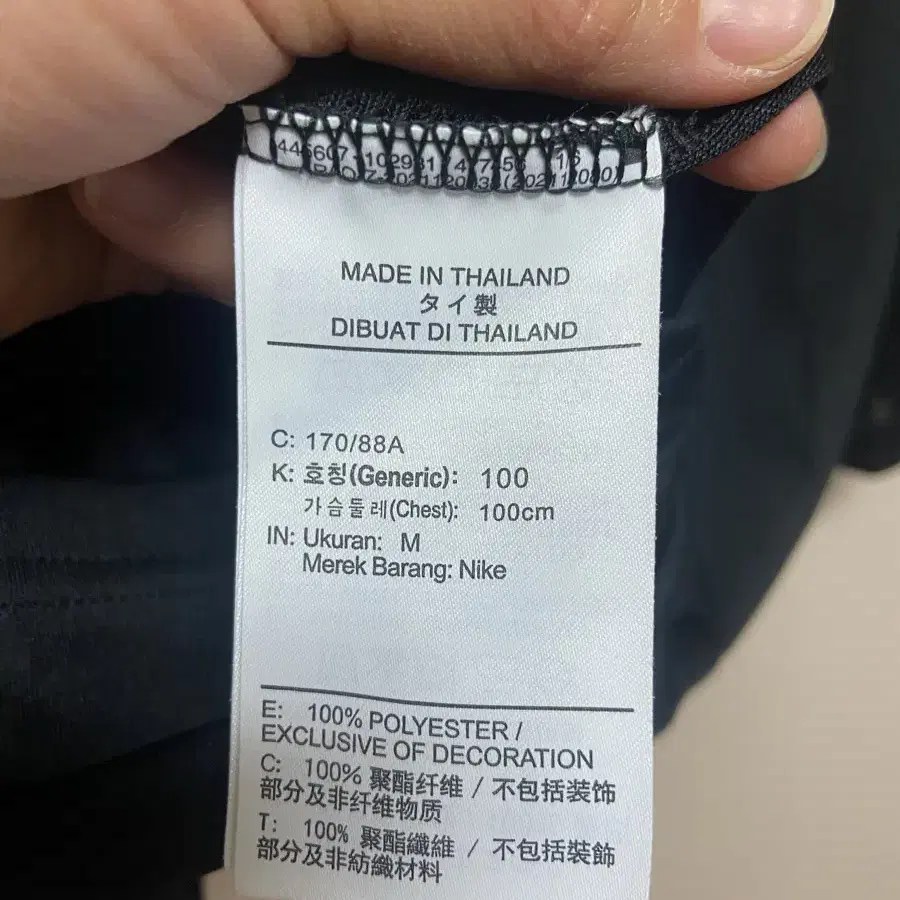 MADE IN THAILAND
タイ製
DIBUAT DI THAILAND
C: 170/88A
K: 호칭(Generic): 100
가슴둘레(Chest): 100cm
IN: Ukuran: M
Merek Barang: Nike
E: 100% POLYESTER /
EXCLUSIVE OF DECORATION
C: 100% 聚酯纤维 / 不包括装饰
部分及非纤维物质
T: 100% 聚酯纖維 / 不包括裝飾
部分及非紡織材料